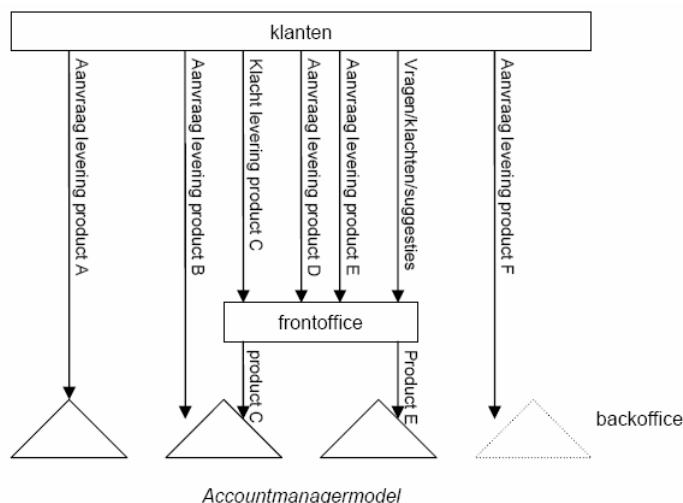 klanten
Aanvraag levering product A
Aanvraag levering product B
Klacht levering product C
Aanvraag levering product D
Aanvraag levering product E
Vragen/klachten/suggesties
Aanvraag levering product F
frontoffice
product C
Product E
backoffice
Accountmanagermodel